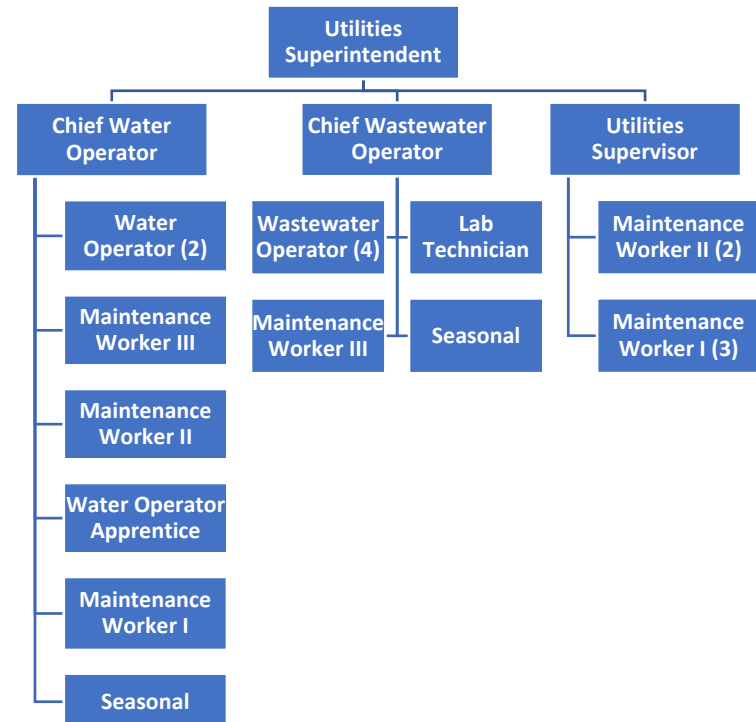 Utilities
Superintendent
Chief Water
Operator
Chief Wastewater
Operator
Utilities
Supervisor
Water
Operator (2)
Maintenance
Worker III
Maintenance
Worker II
Water Operator
Apprentice
Maintenance
Worker I
Seasonal
Wastewater
Operator (4)
Lab
Technician
Maintenance
Worker III
Seasonal
Maintenance
Worker II (2)
Maintenance
Worker I (3)